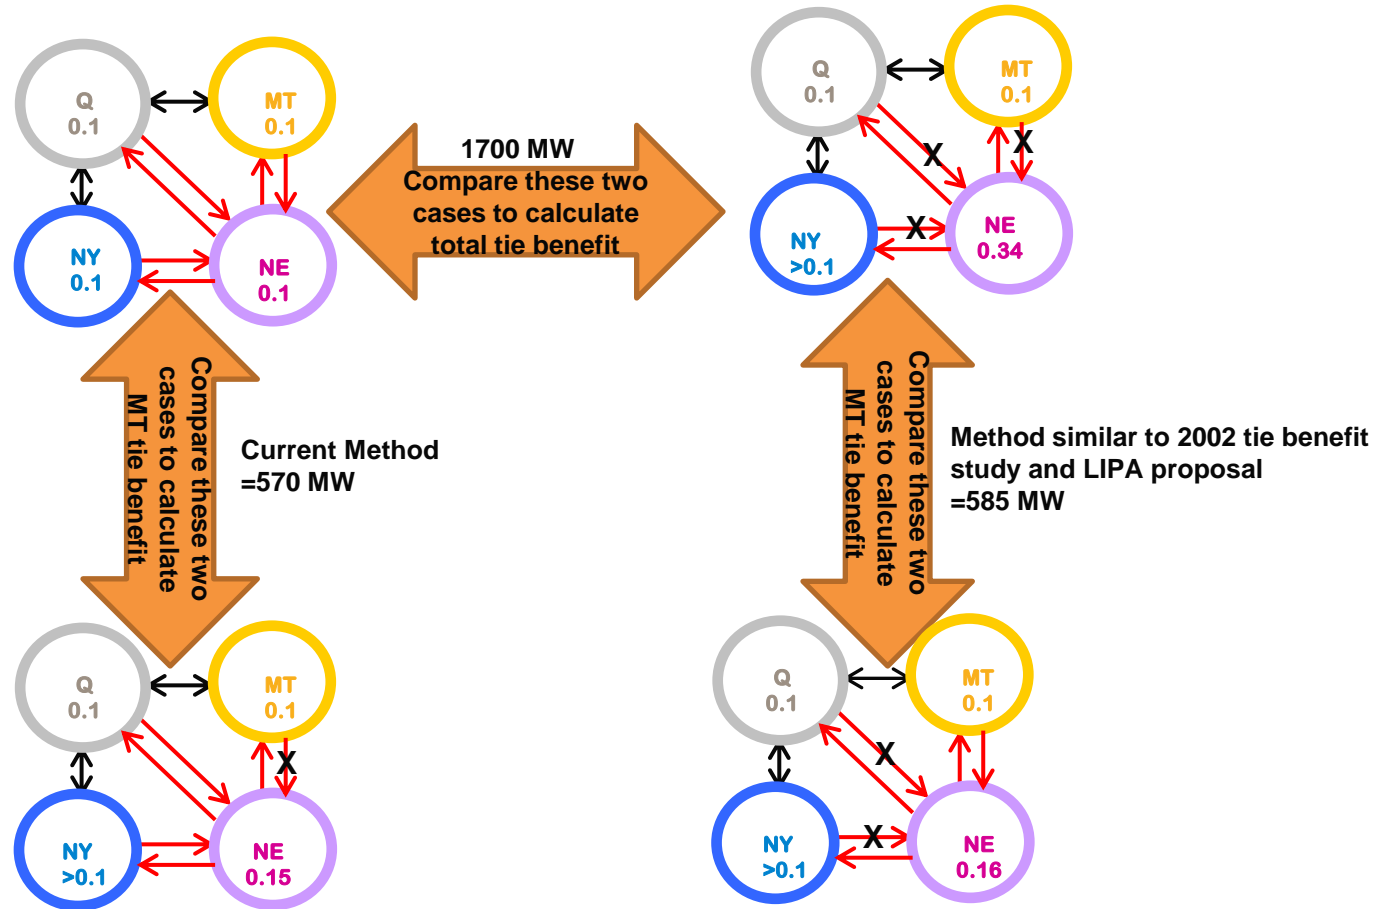 Q
0.1
MT
0.1
NY
0.1
NE
0.1
1700 MW
Compare these two
cases to calculate
total tie benefit
Q
0.1
MT
0.1
X
X
X
NY
>0.1
NE
0.34
Compare these two
cases to calculate
MT tie benefit
Current Method
=570 MW
Compare these two
cases to calculate
MT tie benefit
Method similar to 2002 tie benefit
study and LIPA proposal
=585 MW
Q
0.1
MT
0.1
X
NY
>0.1
NE
0.15
Q
0.1
MT
0.1
X
X
NY
>0.1
NE
0.16